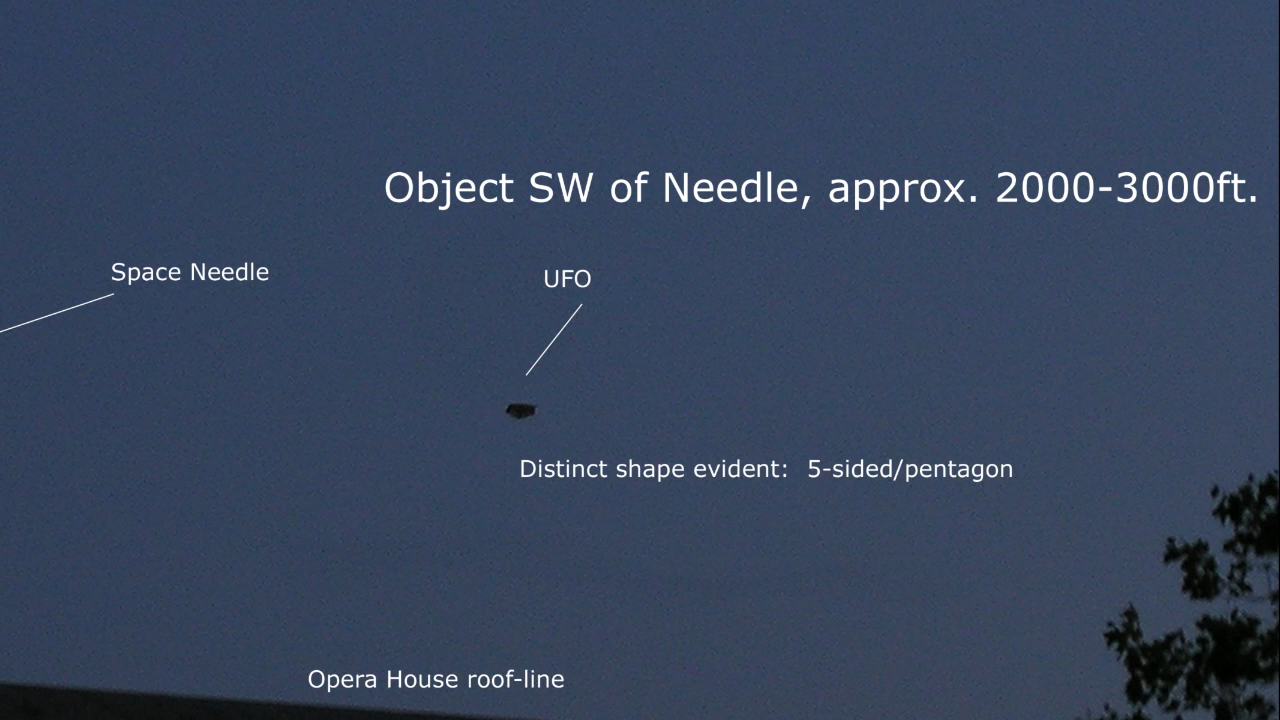 Object SW of Needle, approx. 2000-3000ft.
Space Needle
UFO
Distinct shape evident:  5-sided/pentagon
Opera House roof-line